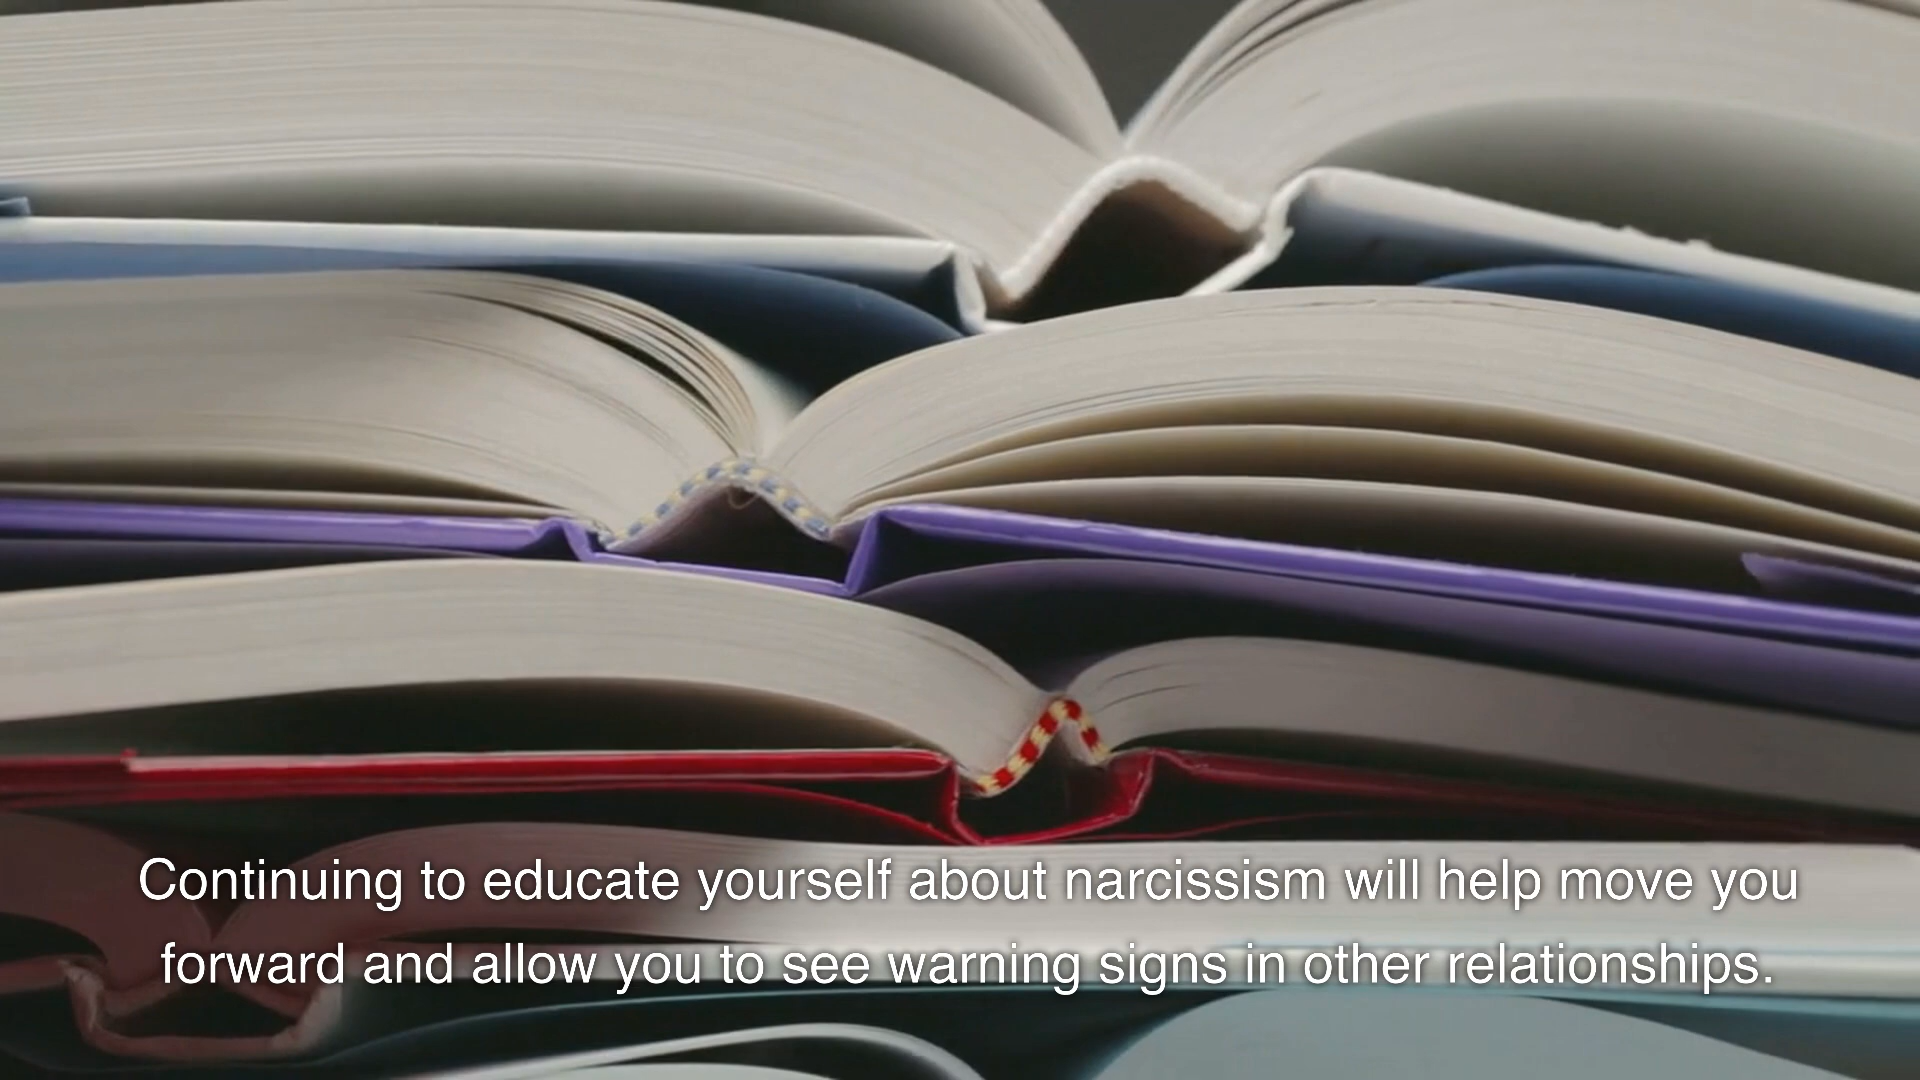 Continuing to educate yourself about narcissism will help move you
forward and allow you to see warning signs in other relationships.